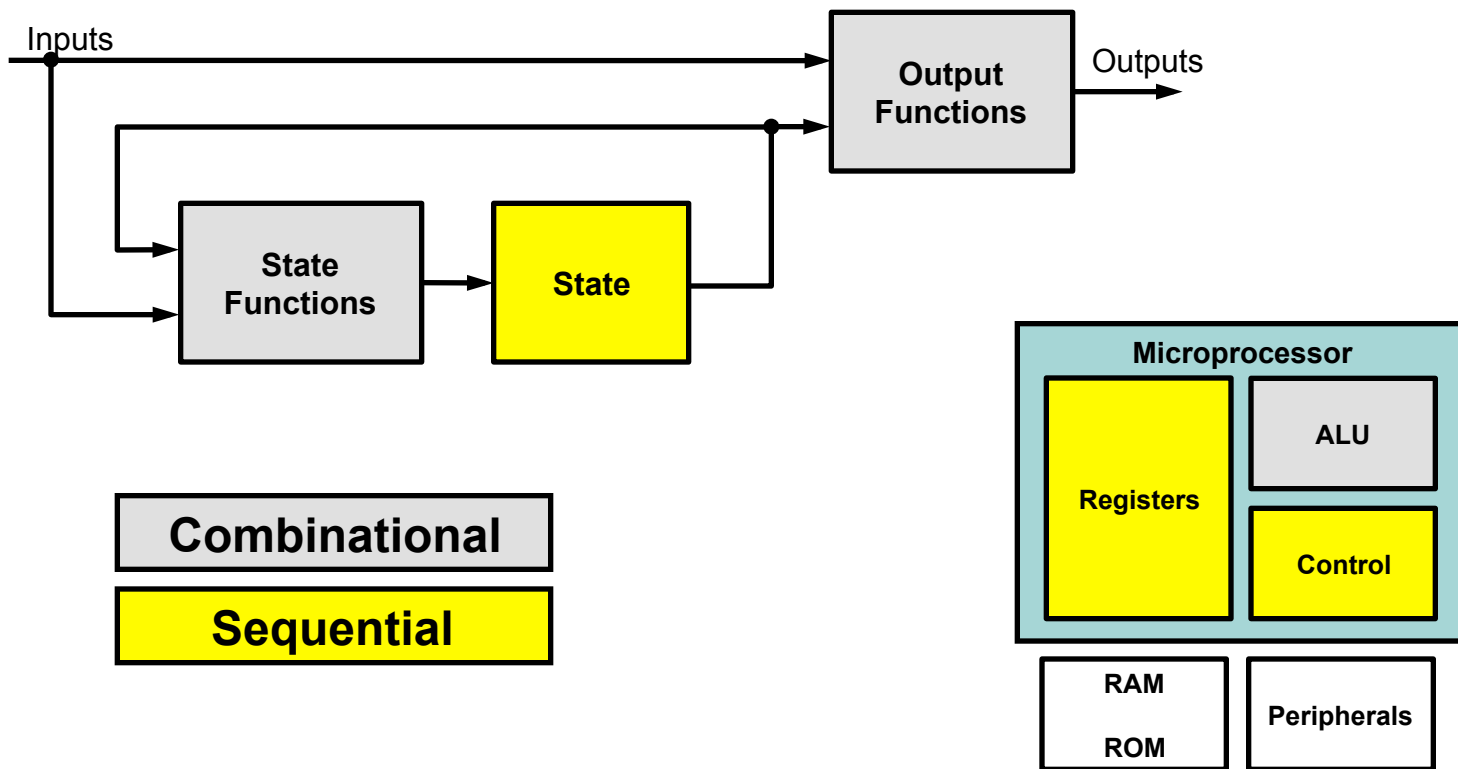 Inputs
Output
Functions
Outputs
State
Functions
State
Microprocessor
Registers
ALU
Control
Combinational
Sequential
RAM
ROM
Peripherals